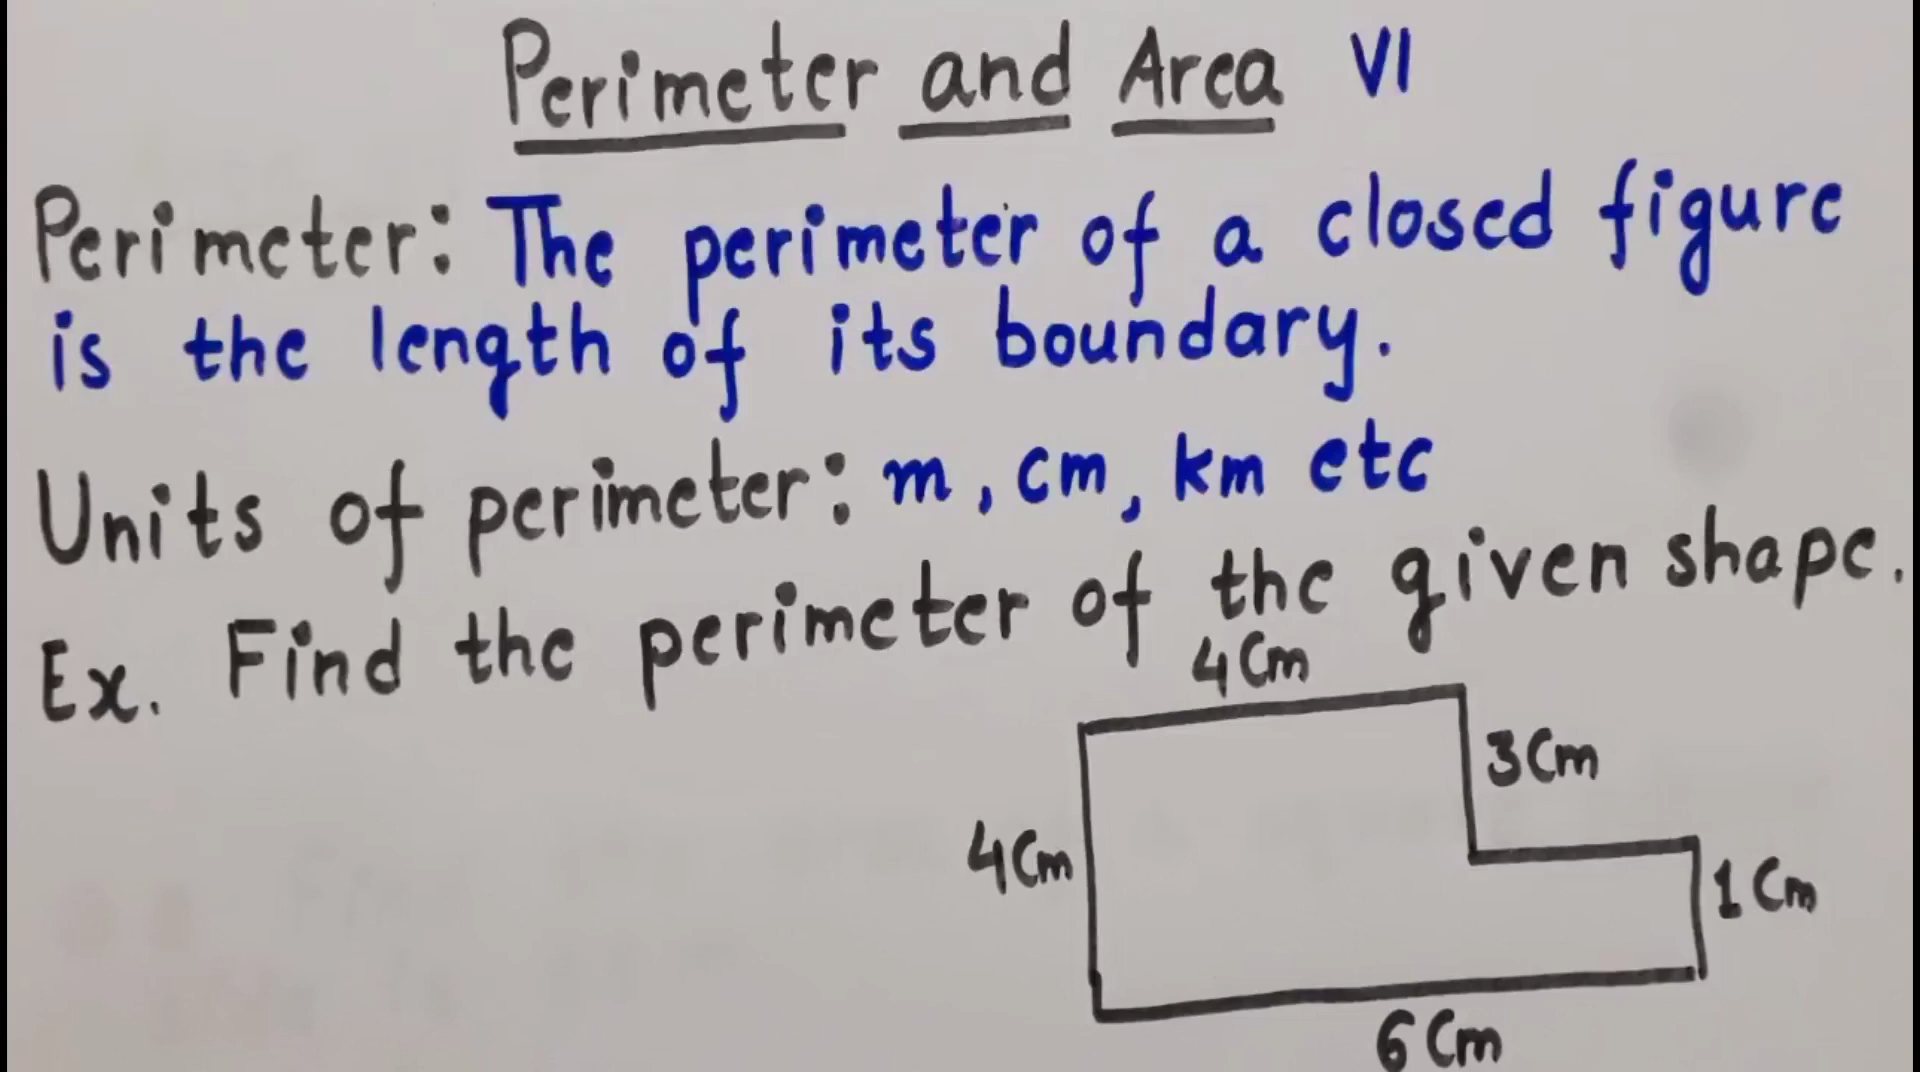 Perimeter and Area VI
Perimeter: The perimeter of a closed figure
is the length of its boundary.
Units of perimeter: m, cm, km etc
Ex. Find the perimeter of the given shape.
4 Cm
3 Cm
4 Cm
1 Cm
6 Cm